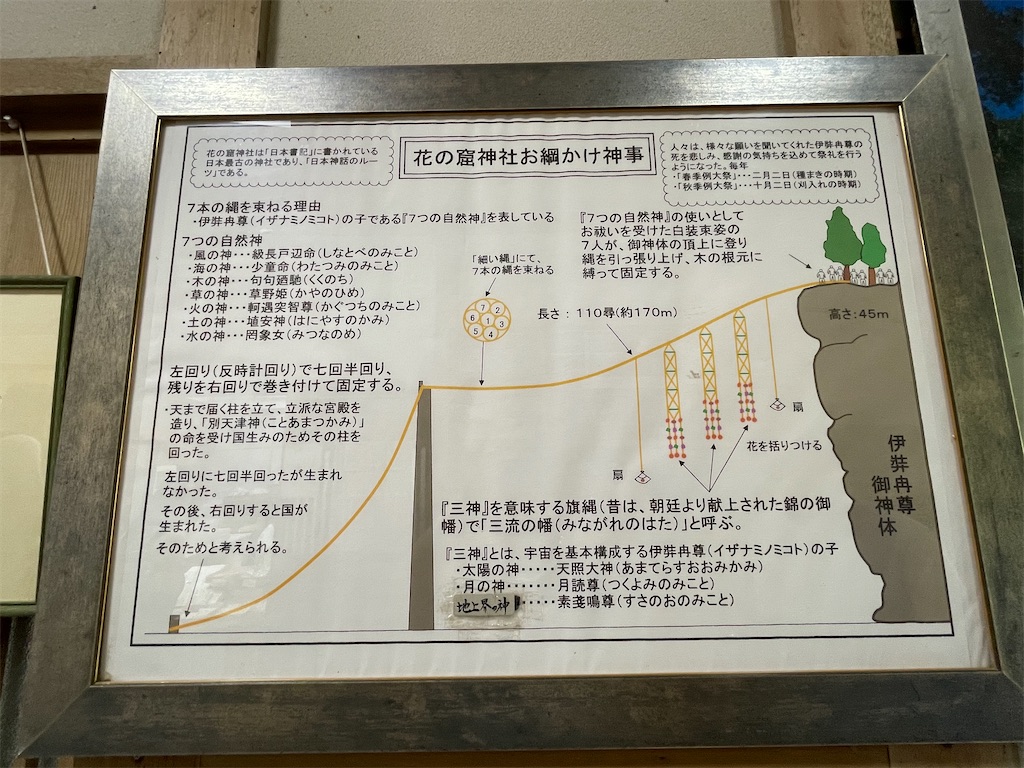 花の窟神社お綱かけ神事
花の窟神社は「日本書記」に書かれている
日本最古の神社であり、「日本神話のルー
ツ」である。
人々は、様々な願いを聞いてくれた伊弉冉尊の
死を悲しみ、感謝の気持ちを込めて祭礼を行う
ようになった。毎年
・「春季例大祭」・・・二月二日(種まきの時期)
・「秋季例大祭」・・・十月二日(刈入れの時期)
7本の縄を束ねる理由
・伊弉冉尊(イザナミノミコト)の子である『7つの自然神』を表している
7つの自然神
・風の神・・・級長戸辺命(しなとべのみこと)
・海の神・・・少童命(わたつみのみこと)
・木の神・・・句句廼馳(くくのち)
・草の神・・・草野姫(かやのひめ)
・火の神・・・軻遇突智尊(かぐつちのみこと)
・土の神・・・埴安神(はにやすのかみ)
・水の神・・・罔象女(みつなのめ)
「細い縄」にて、
7本の縄を束ねる
7
2
6
1
3
5
4
『7つの自然神』の使いとして
お祓いを受けた白装束姿の
7人が、御神体の頂上に登り
縄を引っ張り上げ、木の根元に
縛って固定する。
長さ:110尋(約170m)
高さ:45m
左回り(反時計回り)で七回半回り、
残りを右回りで巻き付けて固定する。
・天まで届く柱を立て、立派な宮殿を
造り、「別天津神(ことあまつかみ)」
の命を受け国生みのためその柱を
回った。
左回りに七回半回ったが生まれ
なかった。
その後、右回りすると国が
生まれた。
そのためと考えられる。
扇
扇
花を括りつける
伊弉冉尊
御神体
『三神』を意味する旗縄(昔は、朝廷より献上された錦の御
幡)で「三流の幡(みながれのはた)」と呼ぶ。
『三神』とは、宇宙を基本構成する伊弉冉尊(イザナミノミコト)の子
・太陽の神・・・・・天照大神(あまてらすおおみかみ)
・月の神・・・・・・・月読尊(つくよみのみこと)
地上界の神・・・・・素戔鳴尊(すさのおのみこと)